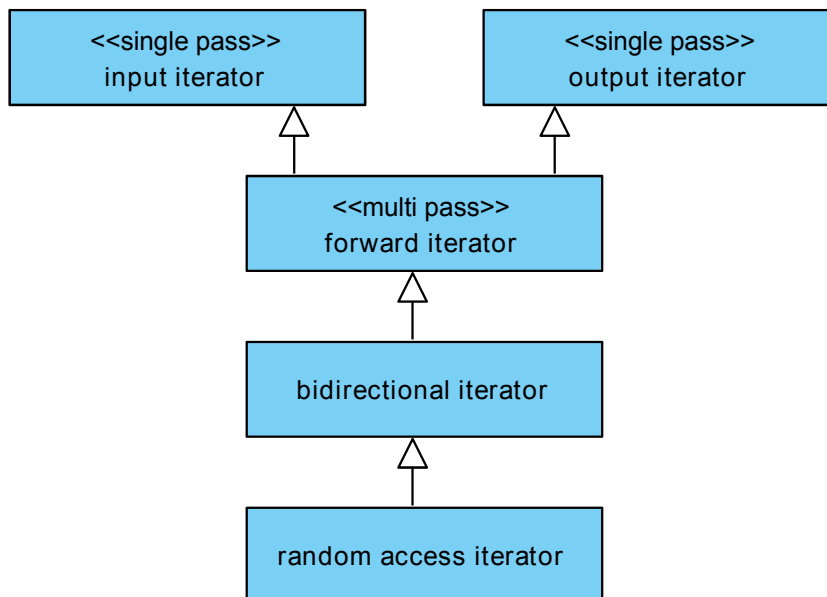 <<single pass>>
input iterator
<<single pass>>
output iterator
<<multi pass>>
forward iterator
bidirectional iterator
random access iterator